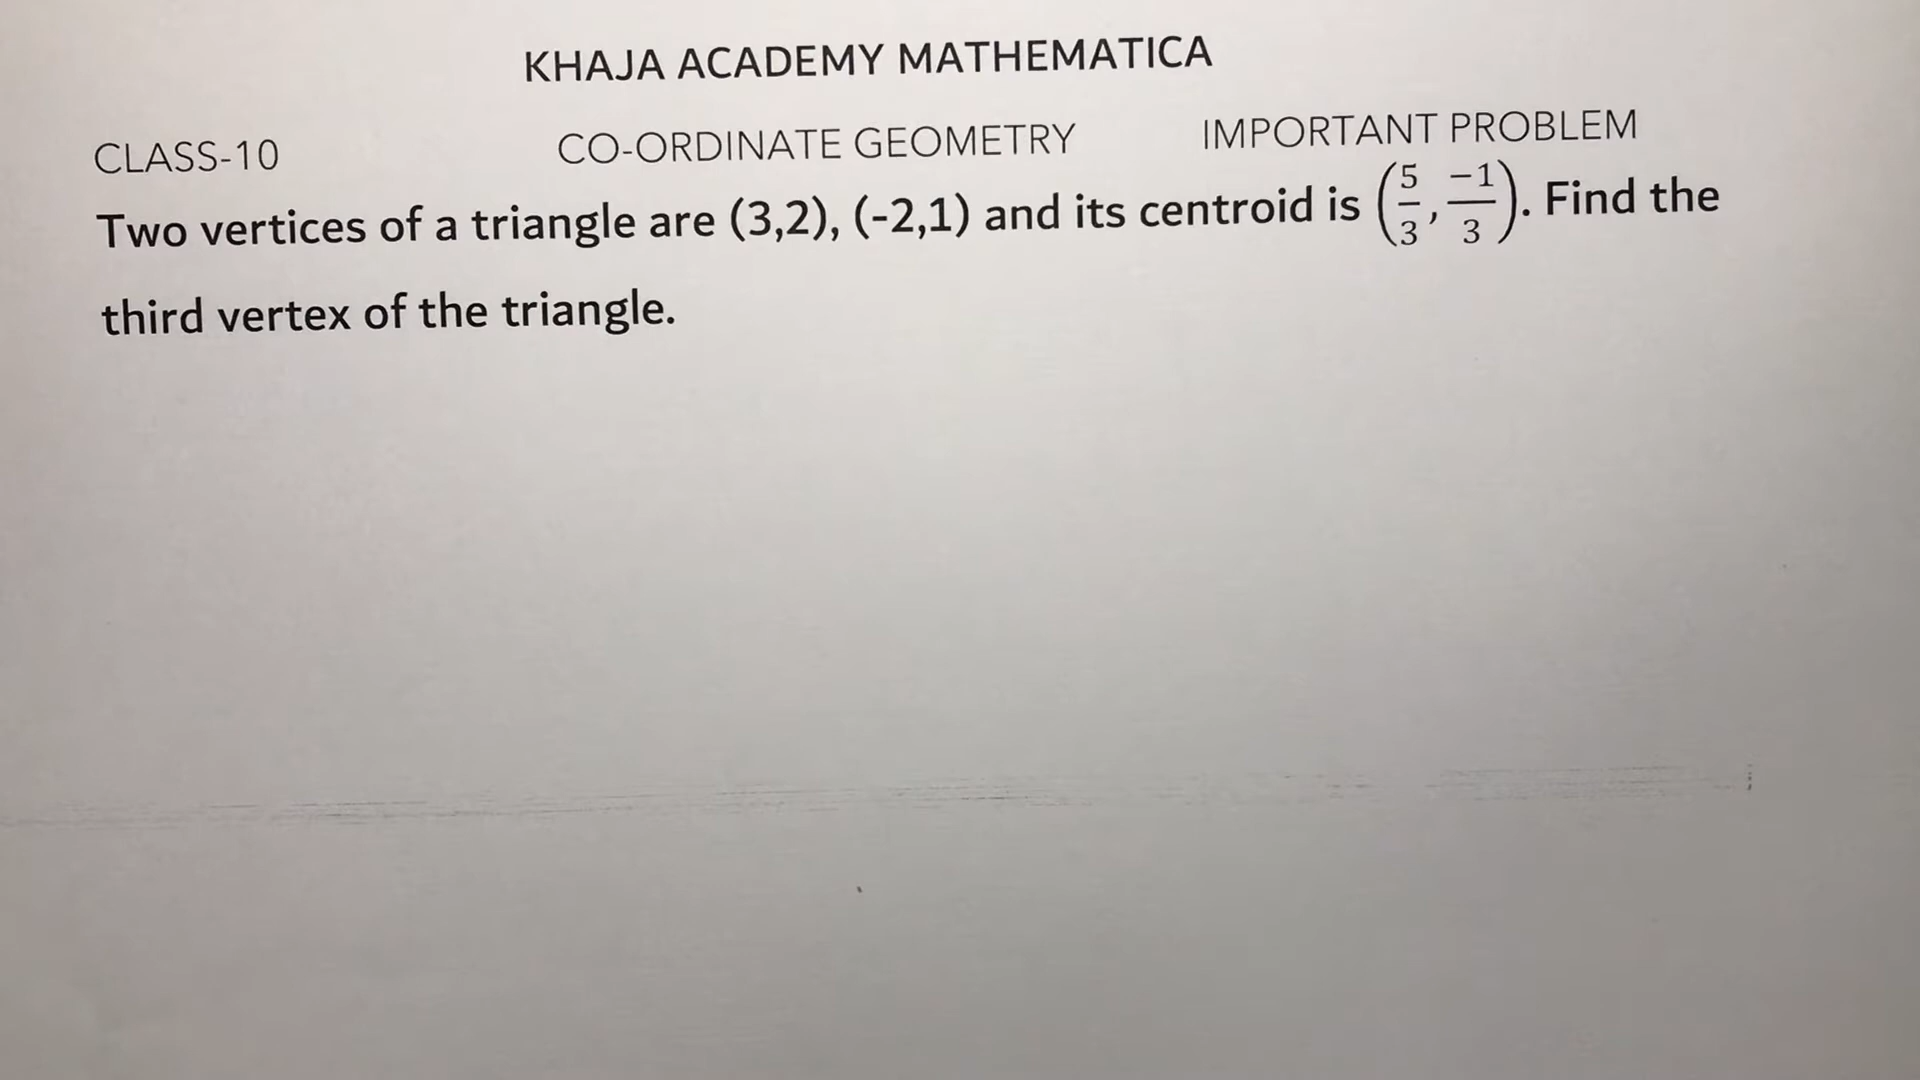 KHAJA ACADEMY MATHEMATICA
CLASS-10 CO-ORDINATE GEOMETRY IMPORTANT PROBLEM
Two vertices of a triangle are (3,2), (-2,1) and its centroid is (5/3, −1/3). Find the
third vertex of the triangle.